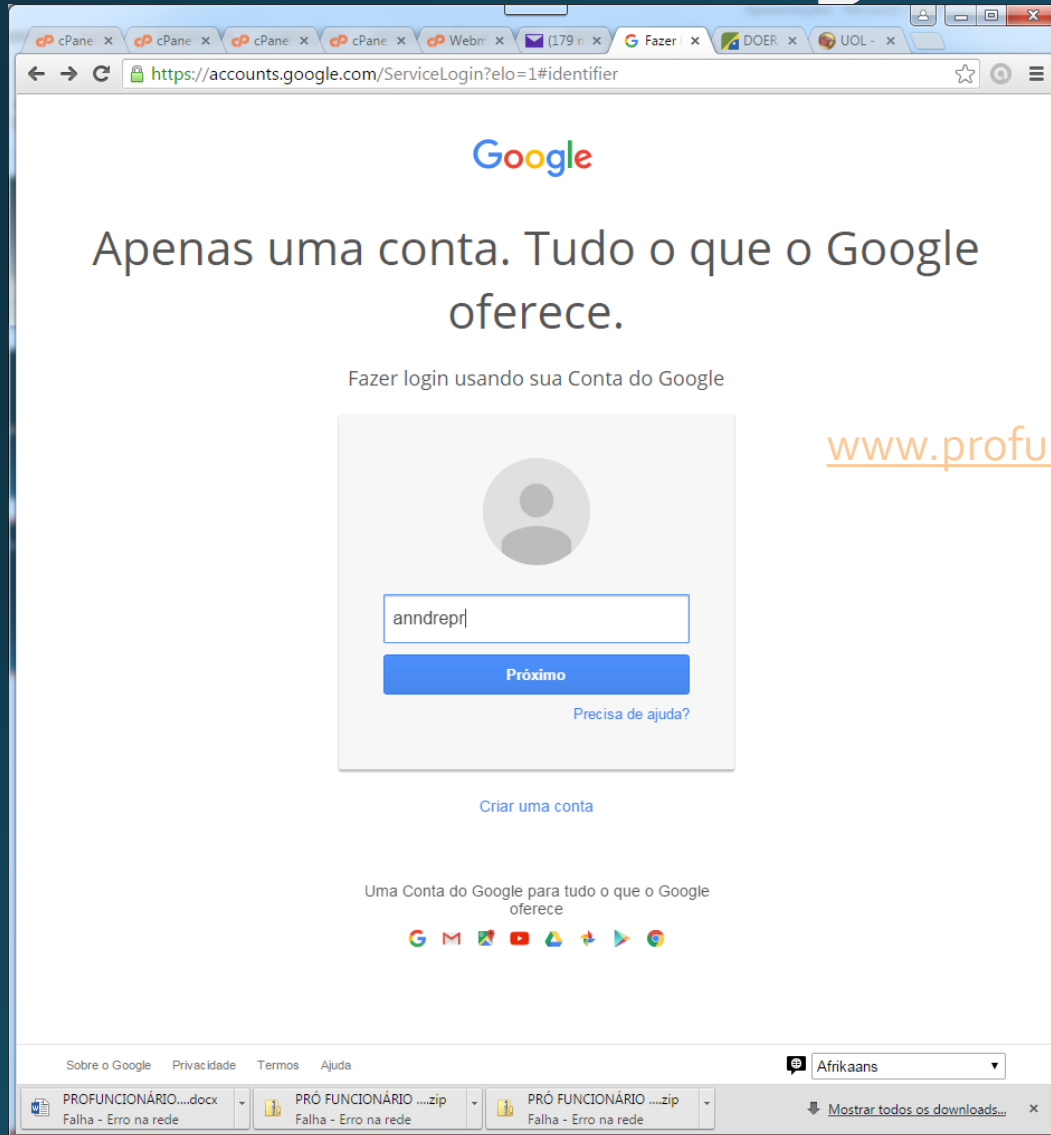 cPanel
cPane
cPanel
cPane
Webm
(179 n
Fazer
DOER
UOL -
https://accounts.google.com/ServiceLogin?elo=1#identifier
Google
Apenas uma conta. Tudo o que o Google
oferece.
Fazer login usando sua Conta do Google
www.profu
anndrepr
Próximo
Precisa de ajuda?
Criar uma conta
Uma Conta do Google para tudo o que o Google
oferece
Sobre o Google Privacidade Termos Ajuda
Afrikaans
PROFUNCIONÁRIO....docx
Falha - Erro na rede
PRÓ FUNCIONÁRIO ....zip
Falha - Erro na rede
PRÓ FUNCIONÁRIO ....zip
Falha - Erro na rede
Mostrar todos os downloads...